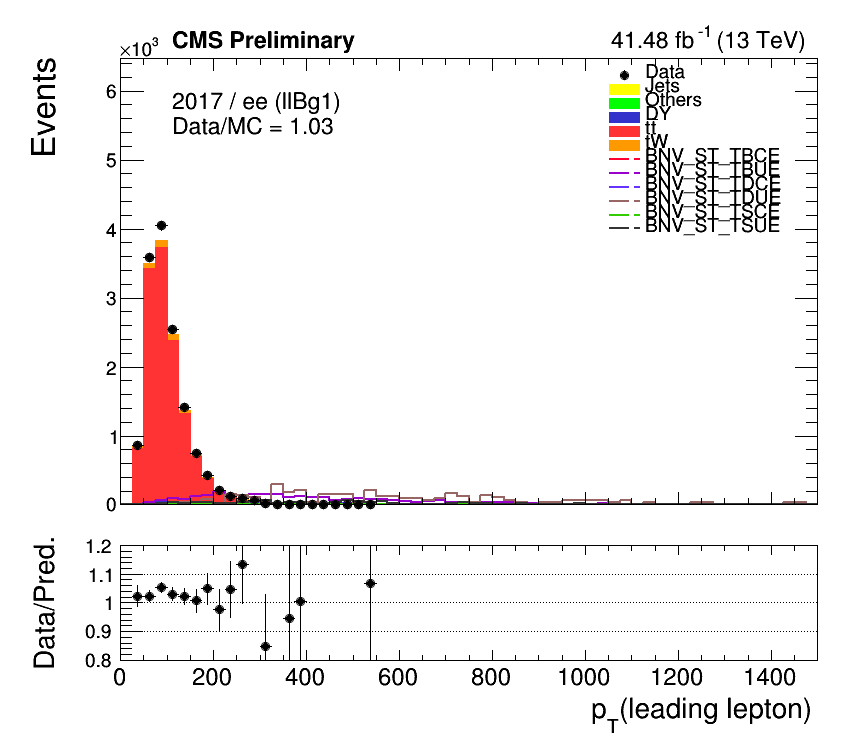 ×10³ CMS Preliminary 41.48 fb⁻¹ (13 TeV)
Events
2017 / ee (llBg1)
Data/MC = 1.03
Data
Jets
Others
DY
tt
tW
BNV_ST_TBCE
BNV_ST_TBUE
BNV_ST_TDCE
BNV_ST_TDUE
BNV_ST_TSCE
BNV_ST_TSUE
6
5
4
3
2
1
0
Data/Pred.
1.2
1.1
1
0.9
0.8
0 200 400 600 800 1000 1200 1400
p_T(leading lepton)